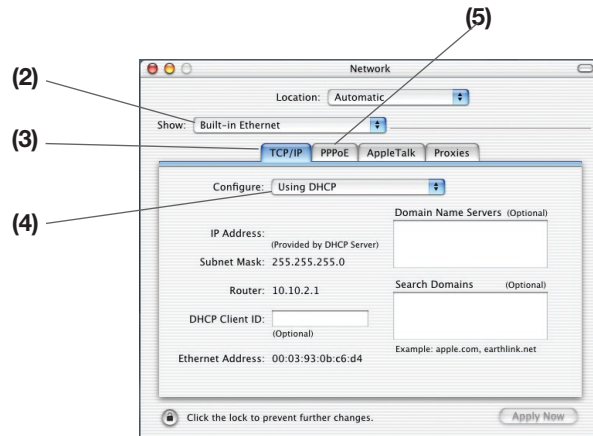 (5)
(2)
Network
Location: Automatic
Show: Built-in Ethernet
(3)
TCP/IP PPPoE AppleTalk Proxies
Configure: Using DHCP
(4)
Domain Name Servers (Optional)
IP Address:
(Provided by DHCP Server)
Subnet Mask: 255.255.255.0
Router: 10.10.2.1
Search Domains (Optional)
DHCP Client ID:
(Optional)
Example: apple.com, earthlink.net
Ethernet Address: 00:03:93:0b:c6:d4
Click the lock to prevent further changes.
Apply Now